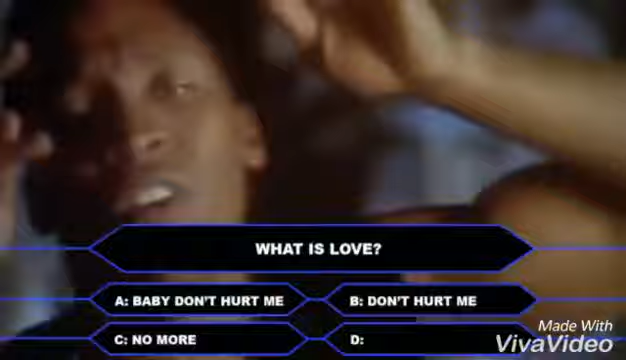 WHAT IS LOVE?
A: BABY DON'T HURT ME
B: DON'T HURT ME
C: NO MORE
D:
Made With
VivaVideo